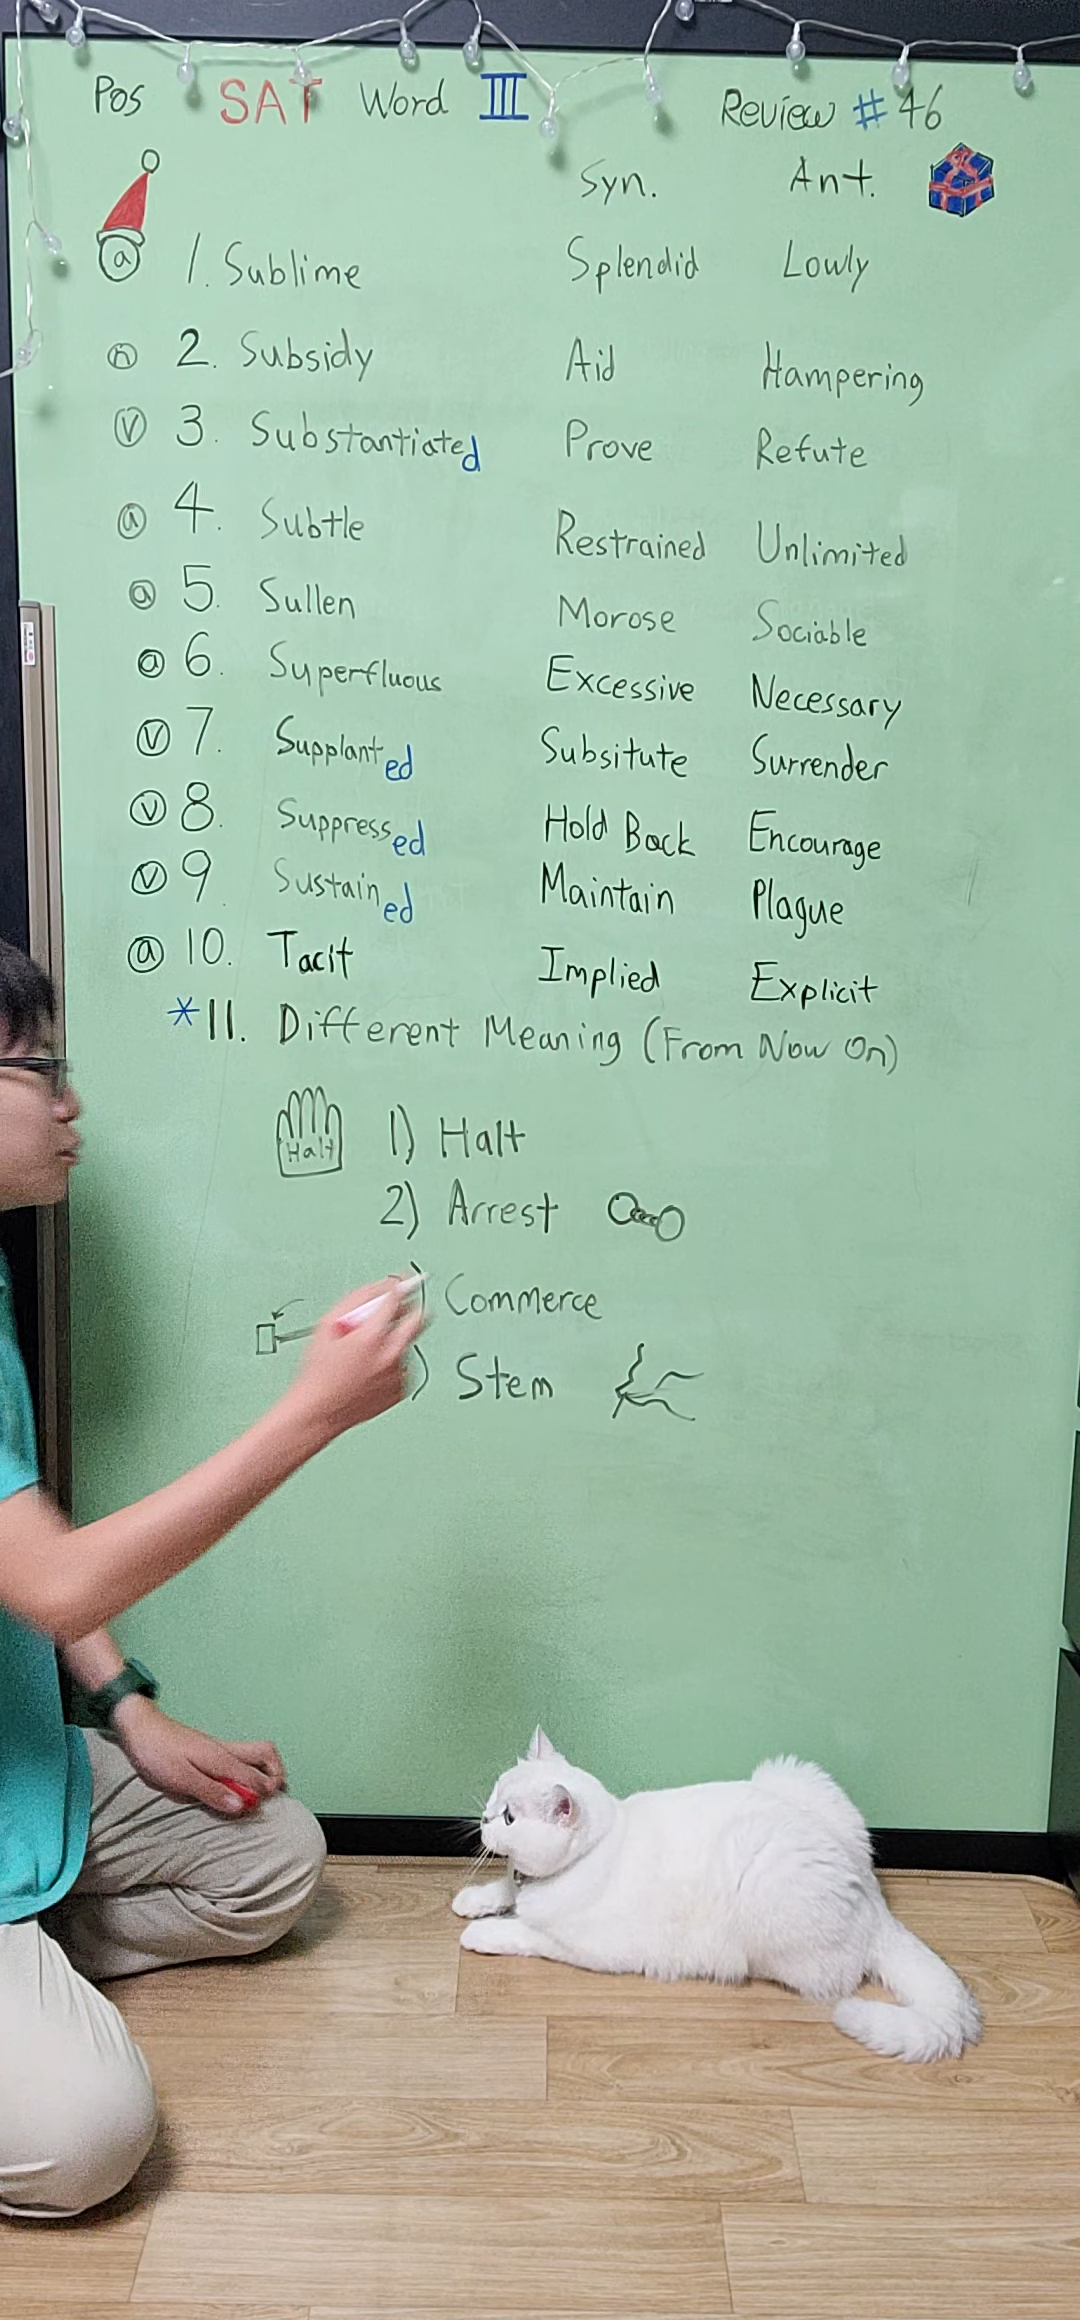 Pos SAT Word III Review #46
Syn. Ant.
ⓐ 1. Sublime Splendid Lowly
ⓝ 2. Subsidy Aid Hampering
Ⓥ 3. Substantiated Prove Refute
ⓐ 4. Subtle Restrained Unlimited
ⓐ 5. Sullen Morose Sociable
ⓐ 6. Superfluous Excessive Necessary
Ⓥ 7. Supplanted Subsitute Surrender
Ⓥ 8. Suppressed Hold Back Encourage
Ⓥ 9. Sustained Maintain Plague
ⓐ 10. Tacit Implied Explicit
*11. Different Meaning (From Now On)
Halt 1) Halt
2) Arrest
) Commerce
) Stem